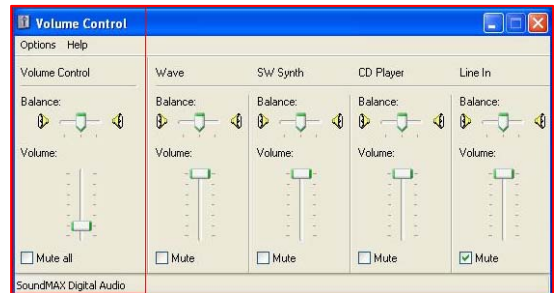 Volume Control
Options Help
Volume Control Wave SW Synth CD Player Line In
Balance: Balance: Balance: Balance: Balance:
Volume: Volume: Volume: Volume: Volume:
Mute all Mute Mute Mute Mute
SoundMAX Digital Audio